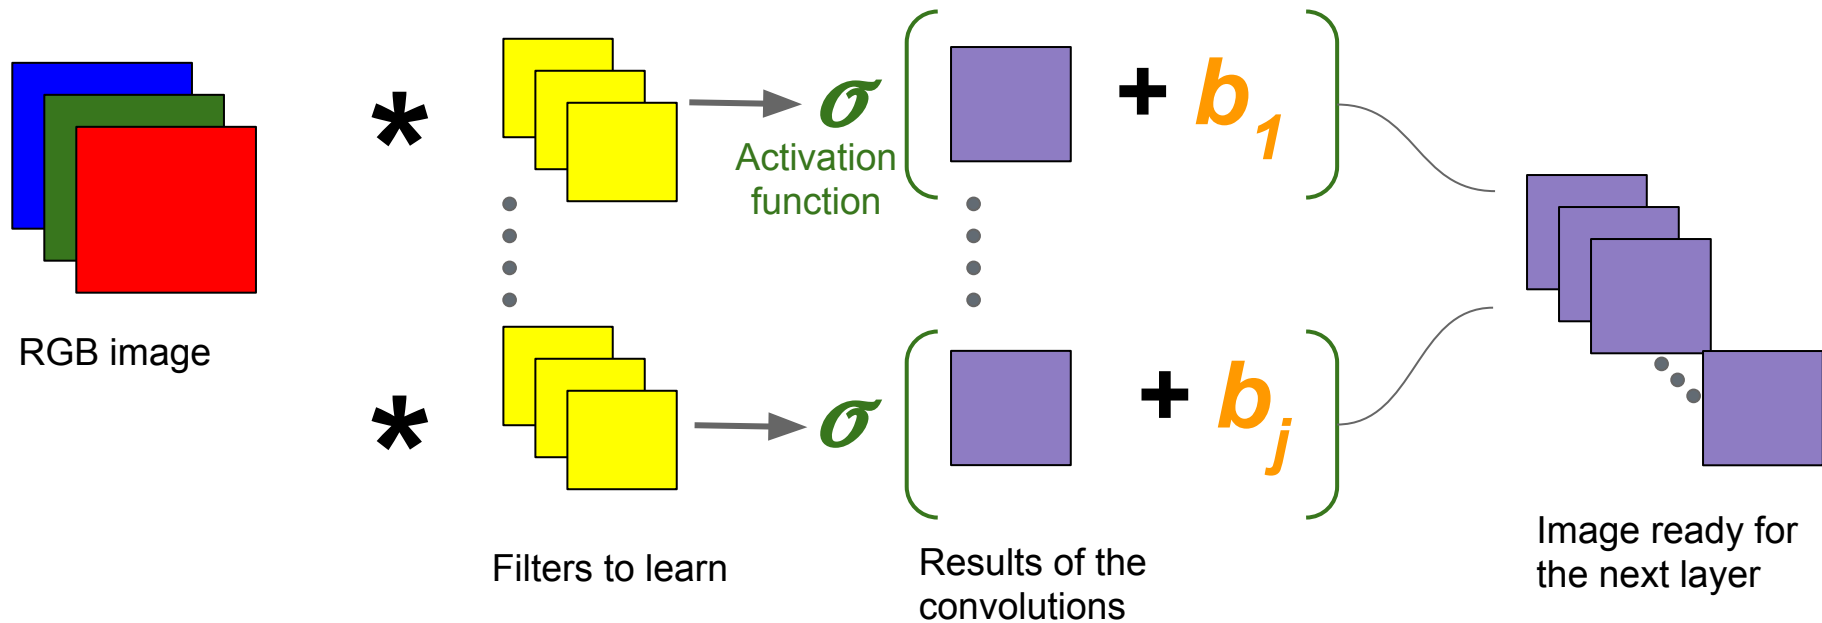 * σ + b1
Activation
function
RGB image
* σ + bj
Filters to learn
Results of the
convolutions
Image ready for
the next layer